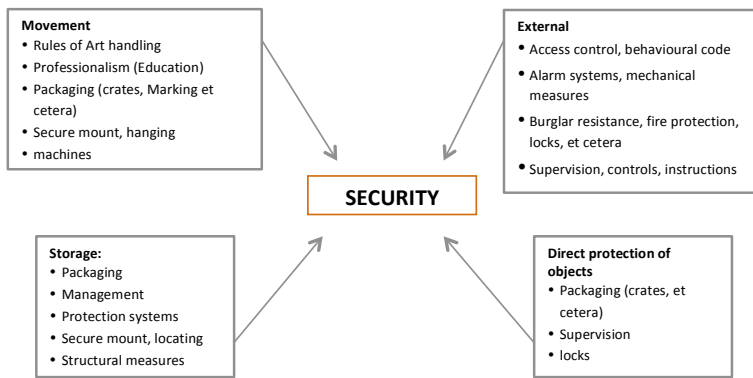 Movement
• Rules of Art handling
• Professionalism (Education)
• Packaging (crates, Marking et
cetera)
• Secure mount, hanging
• machines
External
• Access control, behavioural code
• Alarm systems, mechanical
measures
• Burglar resistance, fire protection,
locks, et cetera
• Supervision, controls, instructions
SECURITY
Storage:
• Packaging
• Management
• Protection systems
• Secure mount, locating
• Structural measures
Direct protection of
objects
• Packaging (crates, et
cetera)
• Supervision
• locks